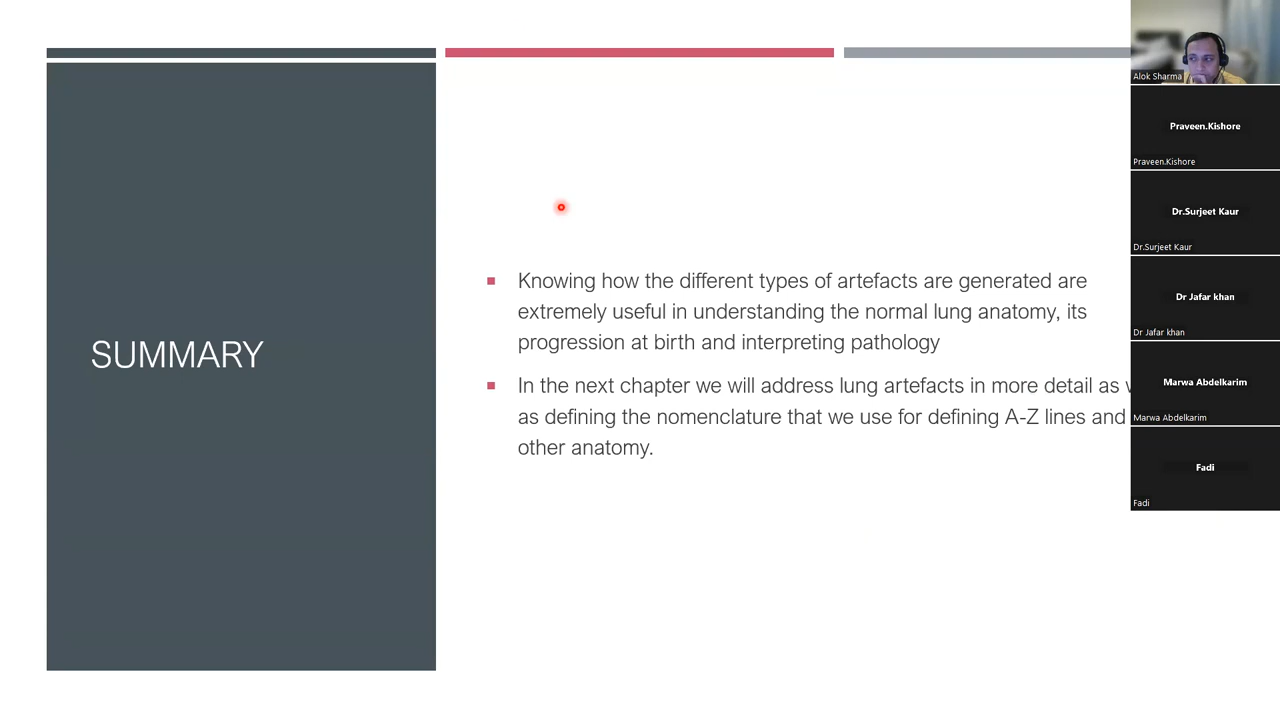 SUMMARY
Knowing how the different types of artefacts are generated are
extremely useful in understanding the normal lung anatomy, its
progression at birth and interpreting pathology
In the next chapter we will address lung artefacts in more detail as
as defining the nomenclature that we use for defining A-Z lines and
other anatomy.
Alok Sharma
Praveen.Kishore
Praveen.Kishore
Dr.Surjeet Kaur
Dr.Surjeet Kaur
Dr Jafar khan
Dr Jafar khan
Marwa Abdelkarim
Marwa Abdelkarim
Fadi
Fadi